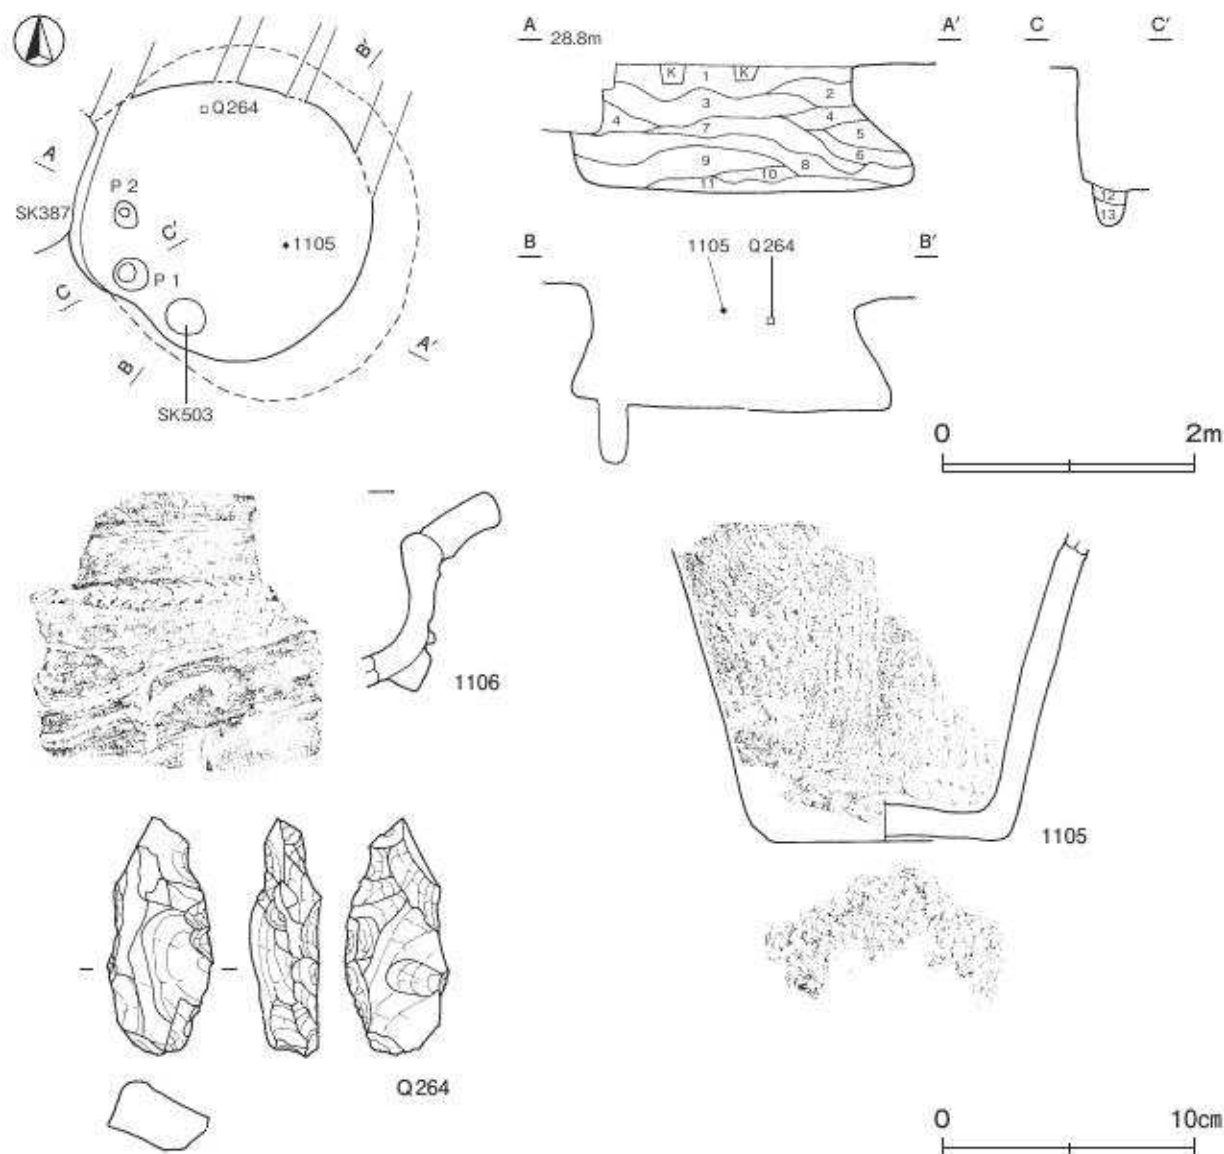 A 28.8m A′ C C′
K K
1
2
3
4 4
7 5
6
9 8
10
11
12
13
B′
Q264
A
P 2
SK387
C′
1105
P 1
C
A′
B
SK503
B 1105 Q264 B′
0 2m
1106
1105
Q264
0 10cm